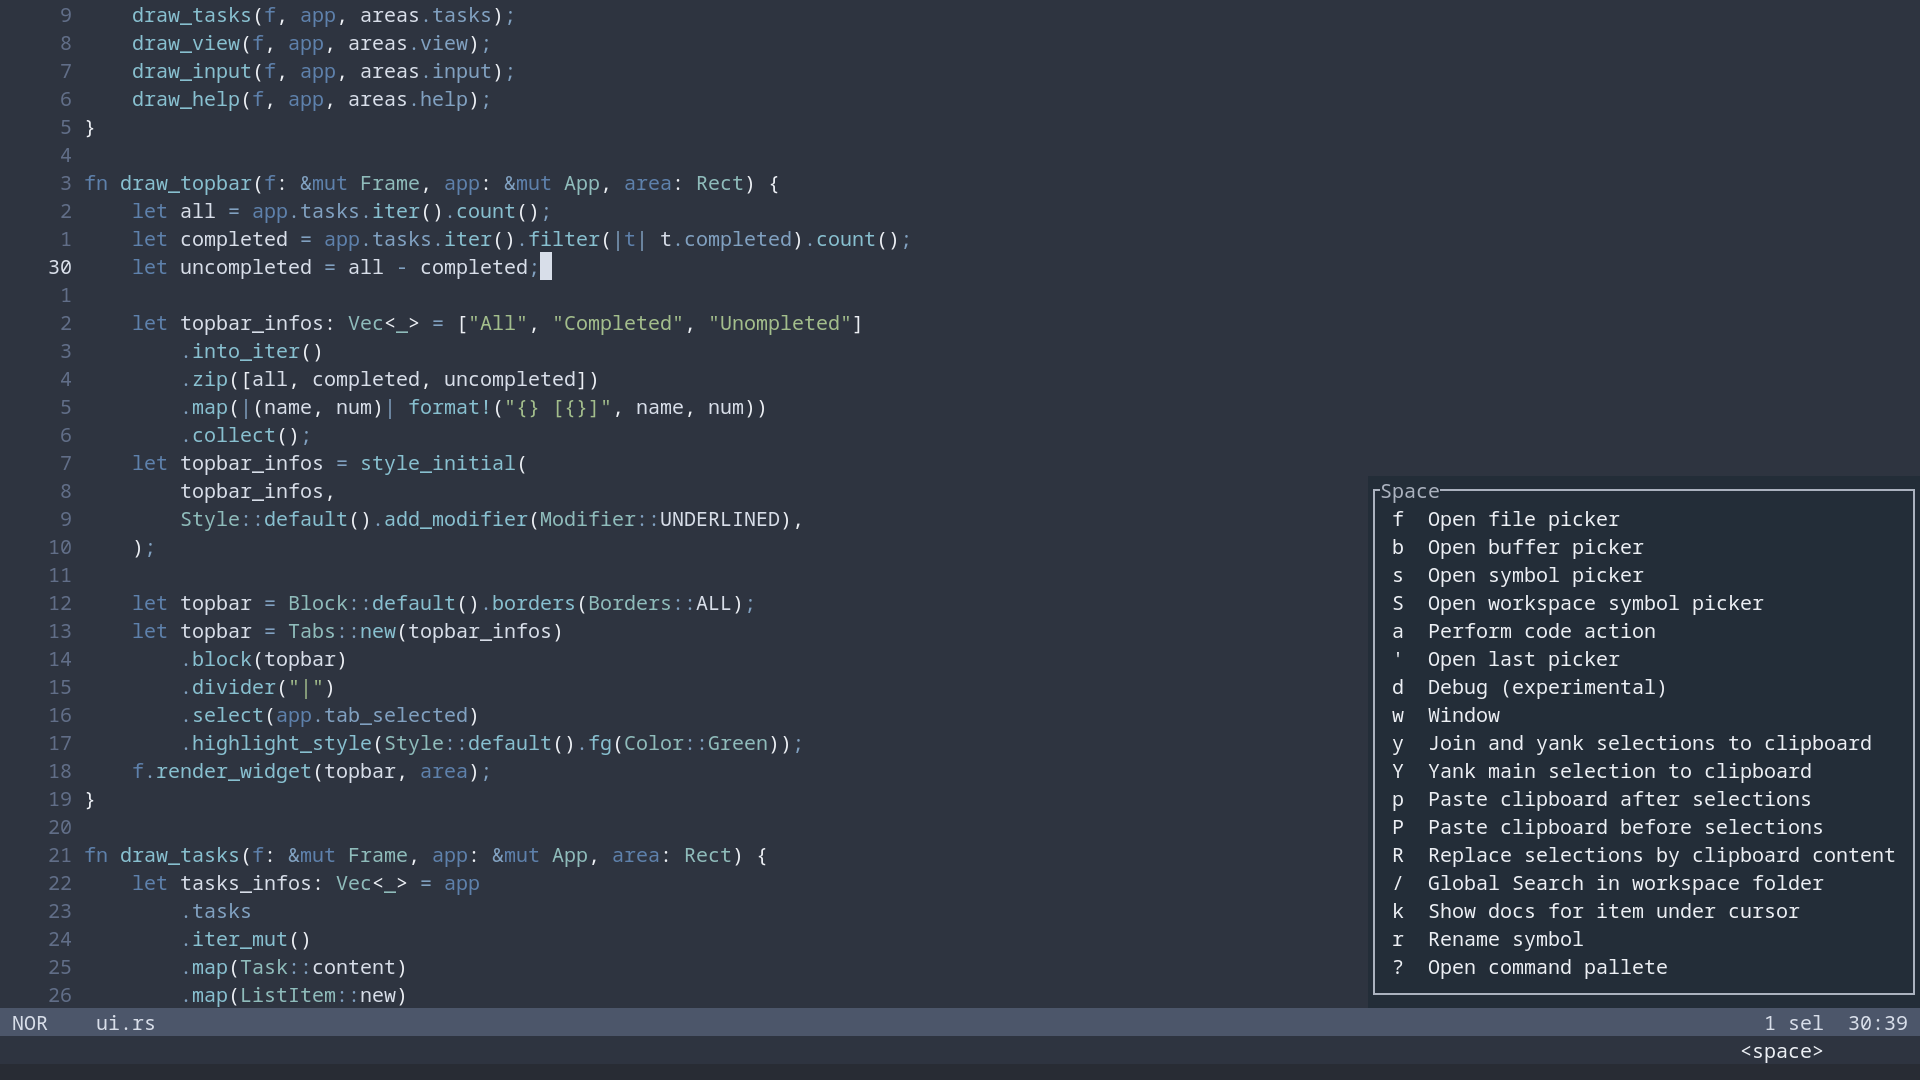 9     draw_tasks(f, app, areas.tasks);
8     draw_view(f, app, areas.view);
7     draw_input(f, app, areas.input);
6     draw_help(f, app, areas.help);
5 }
4
3 fn draw_topbar(f: &mut Frame, app: &mut App, area: Rect) {
2     let all = app.tasks.iter().count();
1     let completed = app.tasks.iter().filter(|t| t.completed).count();
30     let uncompleted = all - completed;
1
2     let topbar_infos: Vec<_> = ["All", "Completed", "Unompleted"]
3         .into_iter()
4         .zip([all, completed, uncompleted])
5         .map(|(name, num)| format!("{} [{}]", name, num))
6         .collect();
7     let topbar_infos = style_initial(
8         topbar_infos,
9         Style::default().add_modifier(Modifier::UNDERLINED),
10     );
11
12     let topbar = Block::default().borders(Borders::ALL);
13     let topbar = Tabs::new(topbar_infos)
14         .block(topbar)
15         .divider("|")
16         .select(app.tab_selected)
17         .highlight_style(Style::default().fg(Color::Green));
18     f.render_widget(topbar, area);
19 }
20
21 fn draw_tasks(f: &mut Frame, app: &mut App, area: Rect) {
22     let tasks_infos: Vec<_> = app
23         .tasks
24         .iter_mut()
25         .map(Task::content)
26         .map(ListItem::new)
Space
f  Open file picker
b  Open buffer picker
s  Open symbol picker
S  Open workspace symbol picker
a  Perform code action
'  Open last picker
d  Debug (experimental)
w  Window
y  Join and yank selections to clipboard
Y  Yank main selection to clipboard
p  Paste clipboard after selections
P  Paste clipboard before selections
R  Replace selections by clipboard content
/  Global Search in workspace folder
k  Show docs for item under cursor
r  Rename symbol
?  Open command pallete
NOR    ui.rs    1 sel  30:39
<space>